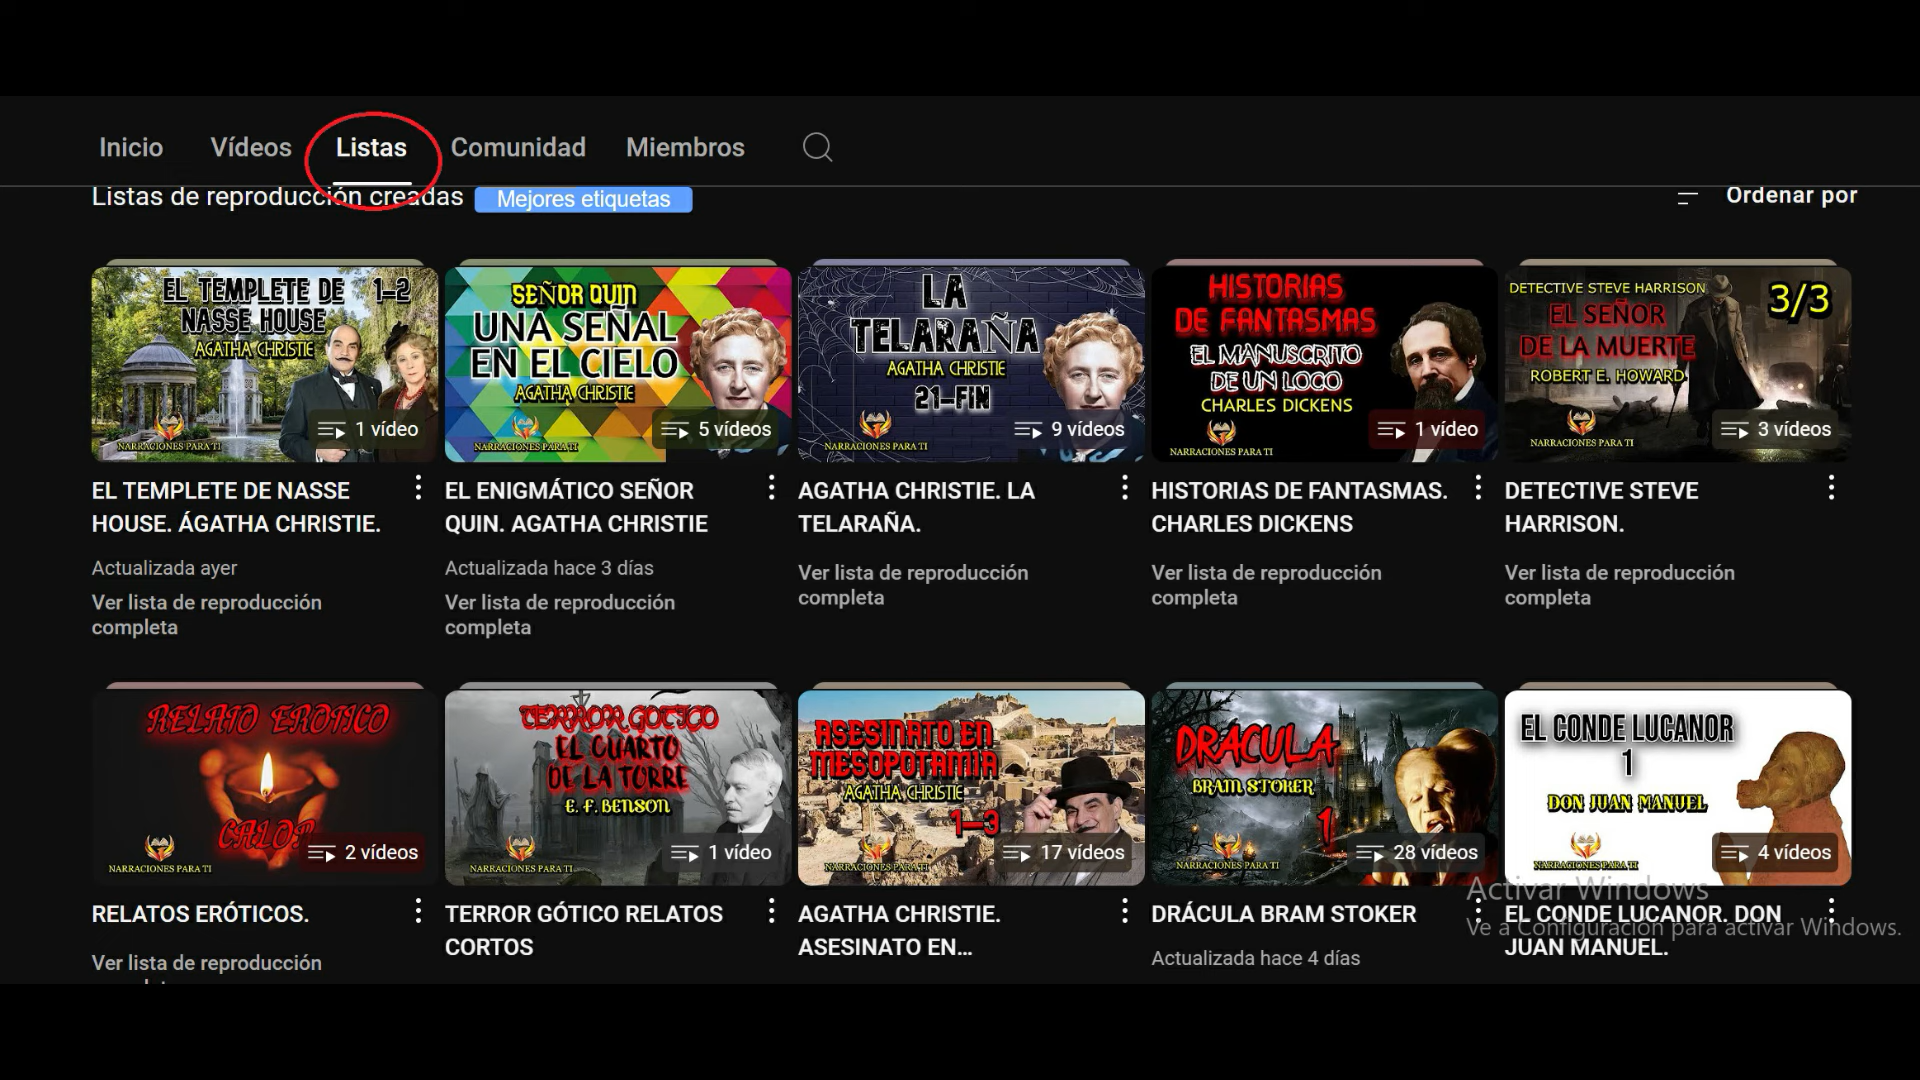 Inicio
Vídeos
Listas
Comunidad
Miembros
Listas de reproducción creadas
Mejores etiquetas
Ordenar por
EL TEMPLETE DE 1-2
NASSE HOUSE
AGATHA CHRISTIE
NARRACIONES PARA TI
1 vídeo
SEÑOR QUIN
UNA SEÑAL
EN EL CIELO
AGATHA CHRISTIE
NARRACIONES PARA TI
5 vídeos
LA
TELARAÑA
AGATHA CHRISTIE
21-FIN
NARRACIONES PARA TI
9 vídeos
HISTORIAS
DE FANTASMAS
EL MANUSCRITO
DE UN LOCO
CHARLES DICKENS
NARRACIONES PARA TI
1 vídeo
DETECTIVE STEVE HARRISON
3/3
EL SEÑOR
DE LA MUERTE
ROBERT E. HOWARD
NARRACIONES PARA TI
3 vídeos
EL TEMPLETE DE NASSE
HOUSE. ÁGATHA CHRISTIE.
Actualizada ayer
Ver lista de reproducción
completa
EL ENIGMÁTICO SEÑOR
QUIN. AGATHA CHRISTIE
Actualizada hace 3 días
Ver lista de reproducción
completa
AGATHA CHRISTIE. LA
TELARAÑA.
Ver lista de reproducción
completa
HISTORIAS DE FANTASMAS.
CHARLES DICKENS
Ver lista de reproducción
completa
DETECTIVE STEVE
HARRISON.
Ver lista de reproducción
completa
RELATO EROTICO
CALOR
NARRACIONES PARA TI
2 vídeos
TERROR GOTICO
EL CUARTO
DE LA TORRE
E. F. BENSON
NARRACIONES PARA TI
1 vídeo
ASESINATO EN
MESOPOTAMIA
AGATHA CHRISTIE
1-3
NARRACIONES PARA TI
17 vídeos
DRÁCULA
BRAM STOKER
1
NARRACIONES PARA TI
28 vídeos
EL CONDE LUCANOR
1
DON JUAN MANUEL
NARRACIONES PARA TI
4 vídeos
RELATOS ERÓTICOS.
Ver lista de reproducción
TERROR GÓTICO RELATOS
CORTOS
AGATHA CHRISTIE.
ASESINATO EN...
DRÁCULA BRAM STOKER
Actualizada hace 4 días
EL CONDE LUCANOR. DON
JUAN MANUEL.
Activar Windows
Ve a Configuración para activar Windows.